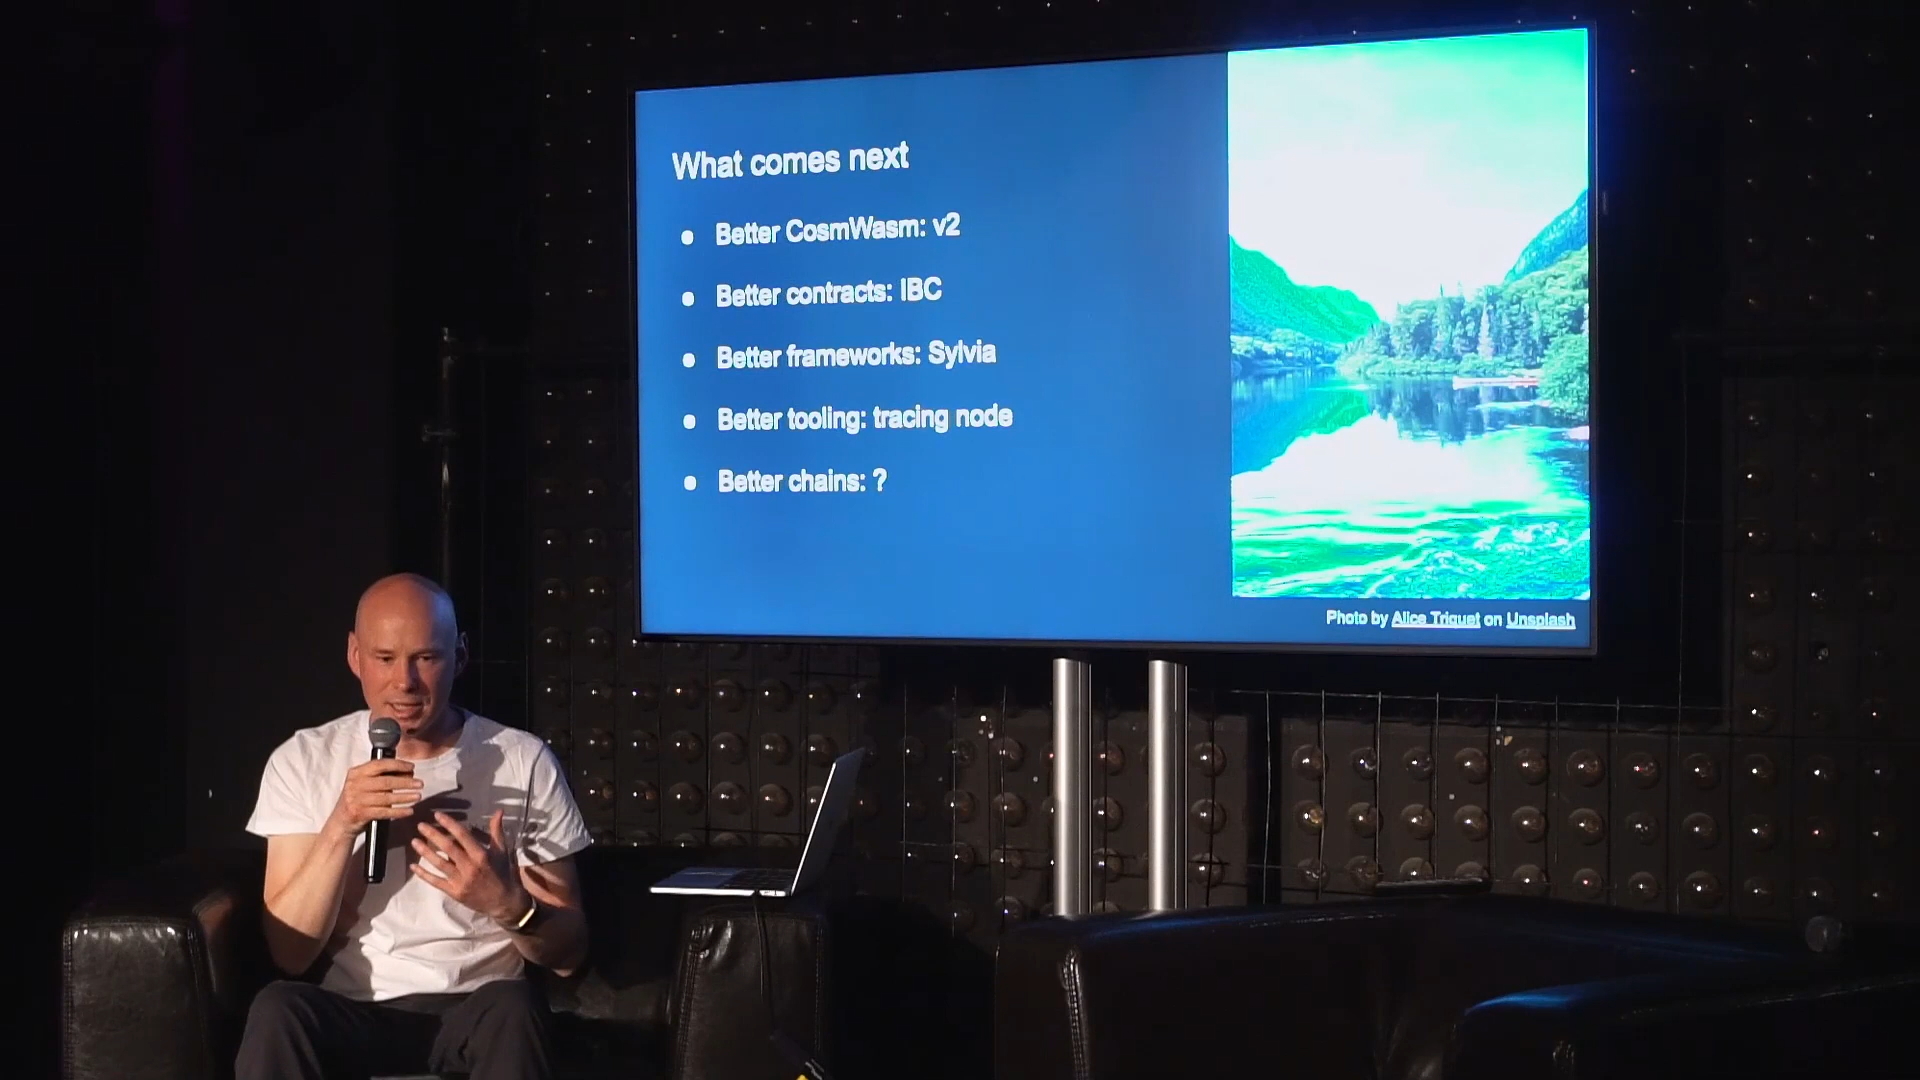 What comes next
● Better CosmWasm: v2
● Better contracts: IBC
● Better frameworks: Sylvia
● Better tooling: tracing node
● Better chains: ?
Photo by Alice Triquet on Unsplash